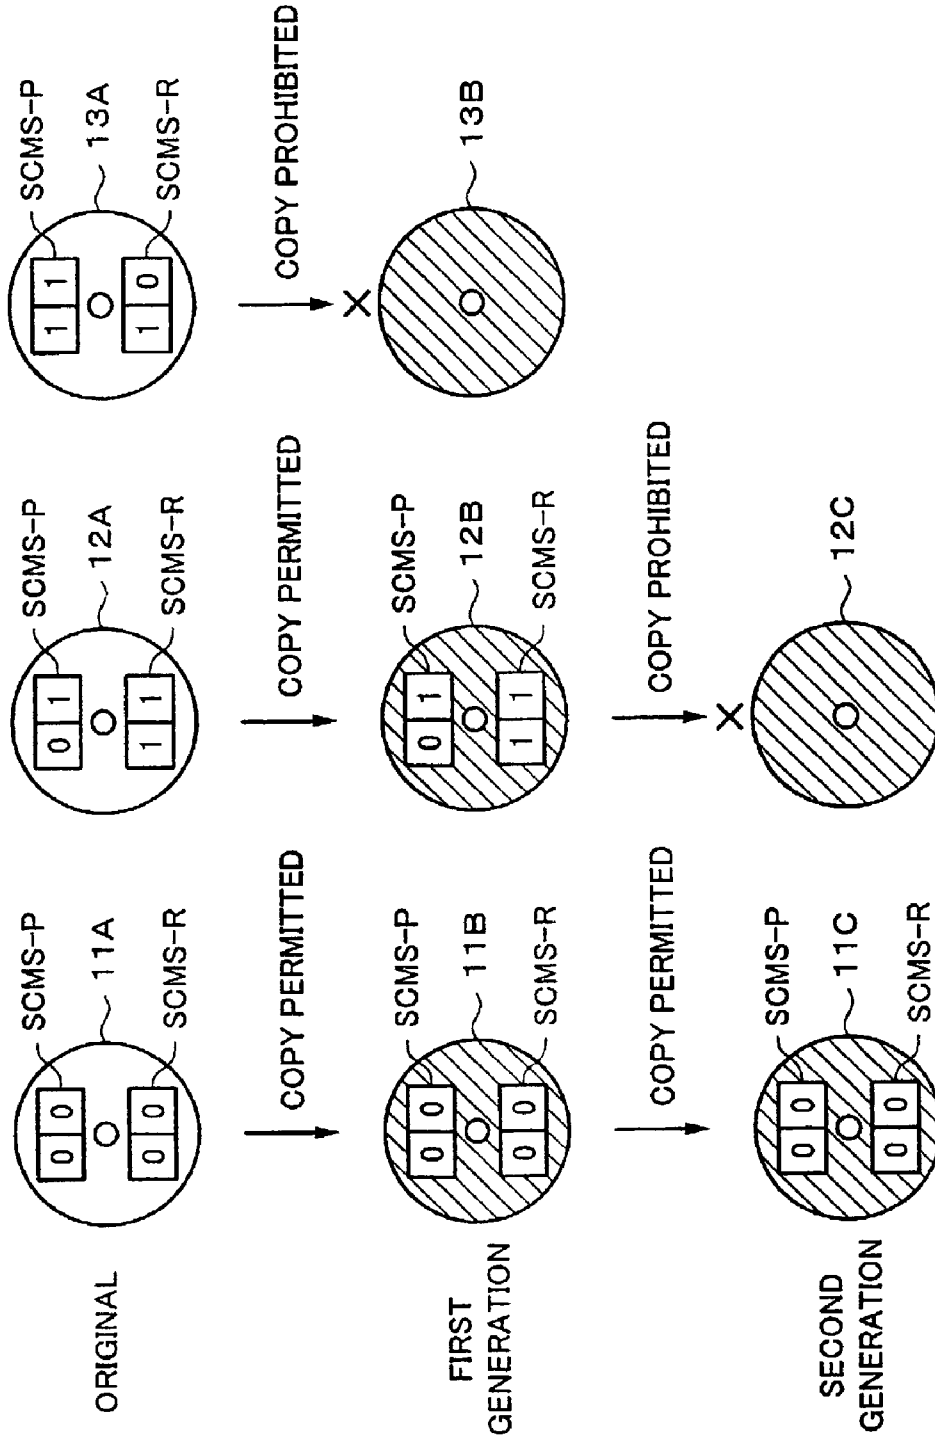 SCMS-P SCMS-P SCMS-P
0 0 0 1 1 1
ORIGINAL 11A 12A 13A
0 0 1 1 1 0
SCMS-R SCMS-R SCMS-R
COPY PERMITTED COPY PERMITTED COPY PROHIBITED
X
SCMS-P SCMS-P
0 0 0 1
FIRST
GENERATION
11B 12B 13B
0 0 1 1
SCMS-R SCMS-R
COPY PERMITTED COPY PROHIBITED
X
SCMS-P
0 0
SECOND
GENERATION
11C 12C
0 0
SCMS-R